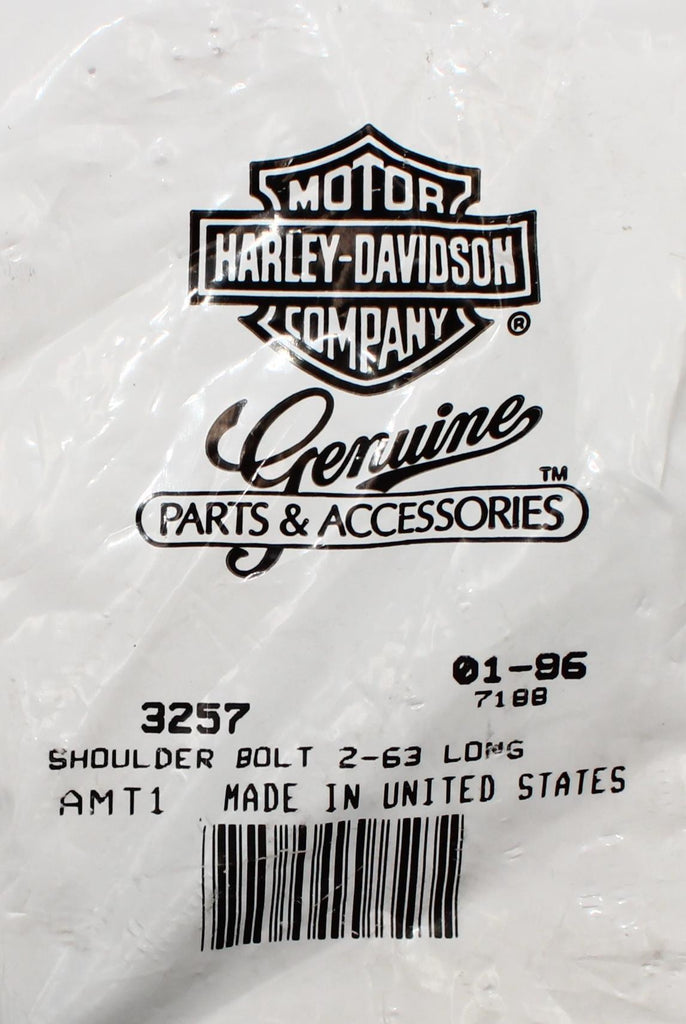 MOTOR
HARLEY-DAVIDSON
COMPANY ®
Genuine
PARTS & ACCESSORIES ™
01-96
7188
3257
SHOULDER BOLT 2-63 LONG
AMT1 MADE IN UNITED STATES